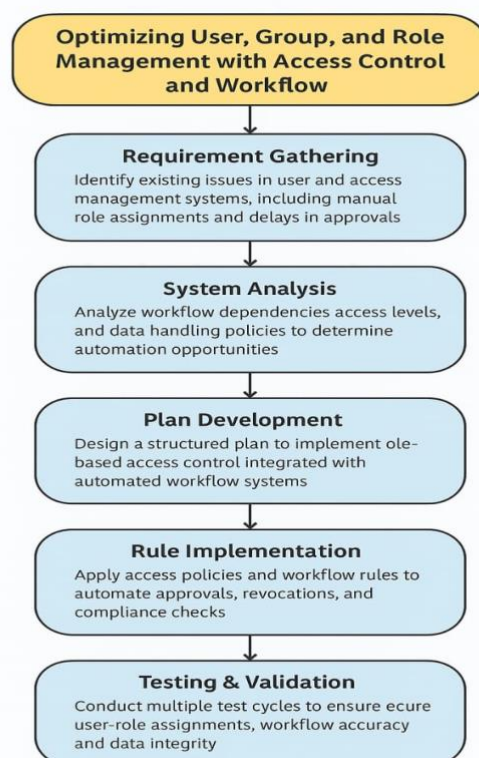 Optimizing User, Group, and Role
Management with Access Control
and Workflow
Requirement Gathering
Identify existing issues in user and access
management systems, including manual
role assignments and delays in approvals
System Analysis
Analyze workflow dependencies access levels,
and data handling policies to determine
automation opportunities
Plan Development
Design a structured plan to implement ole-
based access control integrated with
automated workflow systems
Rule Implementation
Apply access policies and workflow rules to
automate approvals, revocations, and
compliance checks
Testing & Validation
Conduct multiple test cycles to ensure ecure
user-role assignments, workflow accuracy
and data integrity